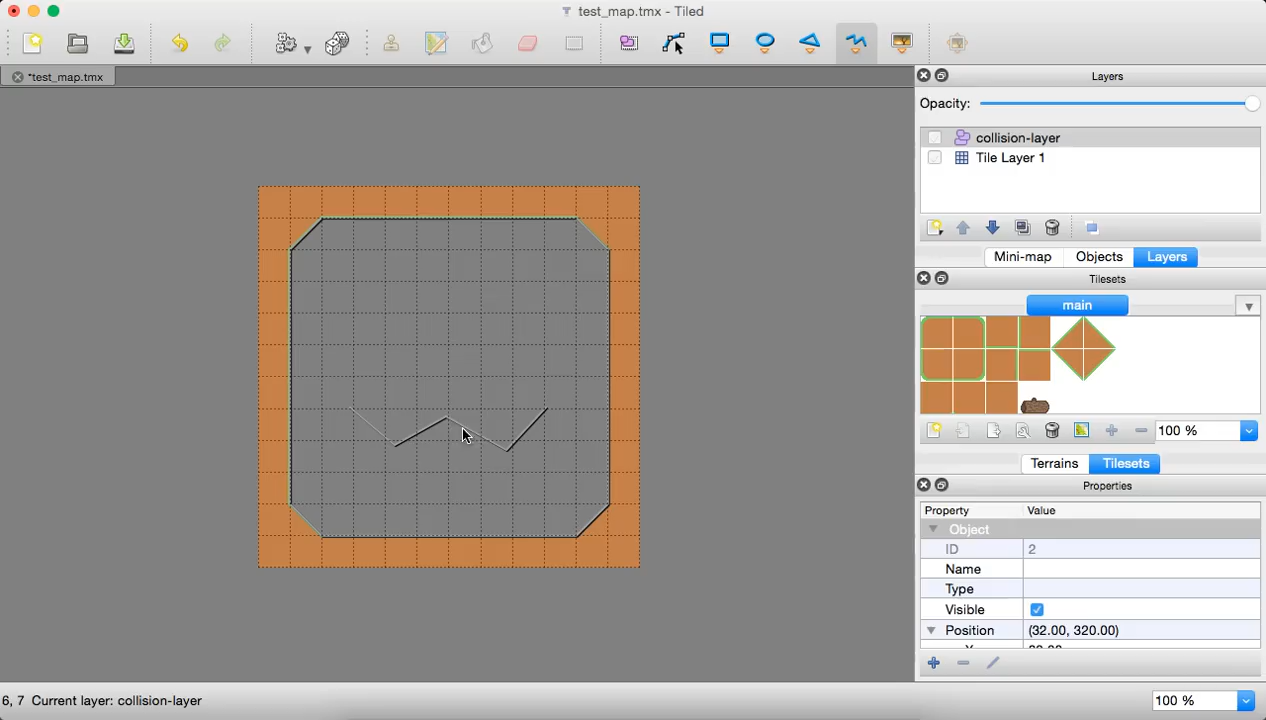 test_map.tmx - Tiled
*test_map.tmx
Layers
Opacity:
collision-layer
Tile Layer 1
Mini-map
Objects
Layers
Tilesets
main
100 %
Terrains
Tilesets
Properties
Property Value
Object
ID 2
Name
Type
Visible
Position (32.00, 320.00)
6, 7 Current layer: collision-layer
100 %